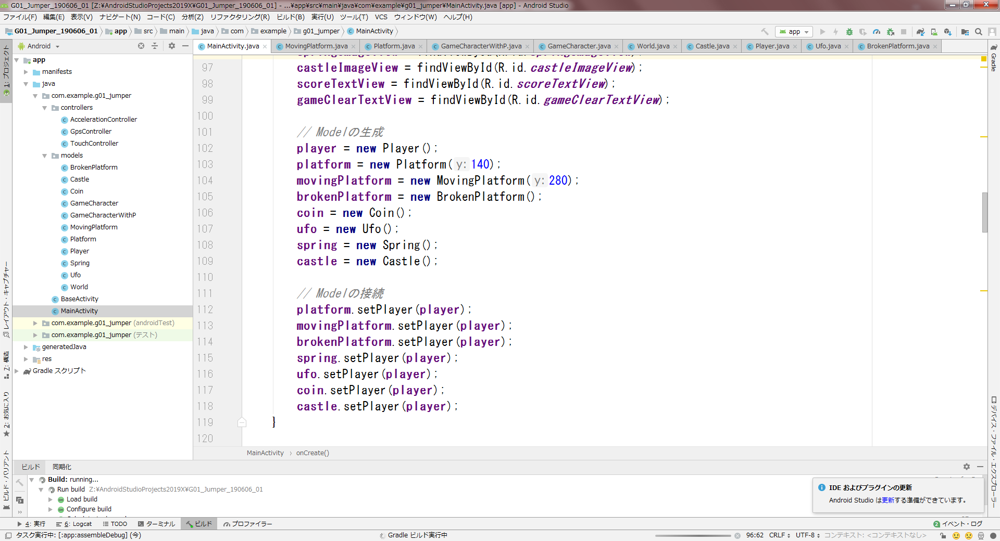 G01_Jumper_190606_01 [Z:¥AndroidStudioProjects2019X¥G01_Jumper_190606_01] - ...¥app¥src¥main¥java¥com¥example¥g01_jumper¥MainActivity.java [app] - Android Studio
ファイル(F) 編集(E) 表示(V) ナビゲート(N) コード(C) 分析(Z) リファクタリング(R) ビルド(B) 実行(U) ツール(T) VCS ウィンドウ(W) ヘルプ(H)
G01_Jumper_190606_01 app src main java com example g01_jumper MainActivity app
Android
MainActivity.java MovingPlatform.java Platform.java GameCharacterWithP.java GameCharacter.java World.java Castle.java Player.java Ufo.java BrokenPlatform.java
1: プロジェクト
レイアウト・キャプチャー
7: 構造
2: お気に入り
ビルド・バリアント
app
manifests
java
com.example.g01_jumper
controllers
AccelerationController
GpsController
TouchController
models
BrokenPlatform
Castle
Coin
GameCharacter
GameCharacterWithP
MovingPlatform
Platform
Player
Spring
Ufo
World
BaseActivity
MainActivity
com.example.g01_jumper (androidTest)
com.example.g01_jumper (テスト)
generatedJava
res
Gradle スクリプト
97 castleImageView = findViewById(R.id.castleImageView);
98 scoreTextView = findViewById(R.id.scoreTextView);
99 gameClearTextView = findViewById(R.id.gameClearTextView);
100
101 // Modelの生成
102 player = new Player();
103 platform = new Platform( y: 140);
104 movingPlatform = new MovingPlatform( y: 280);
105 brokenPlatform = new BrokenPlatform();
106 coin = new Coin();
107 ufo = new Ufo();
108 spring = new Spring();
109 castle = new Castle();
110
111 // Modelの接続
112 platform.setPlayer(player);
113 movingPlatform.setPlayer(player);
114 brokenPlatform.setPlayer(player);
115 spring.setPlayer(player);
116 ufo.setPlayer(player);
117 coin.setPlayer(player);
118 castle.setPlayer(player);
119 }
120
MainActivity › onCreate()
Gradle
デバイス・ファイル・エクスプローラー
ビルド 同期化
Build: running...
Run build Z:¥AndroidStudioProjects2019X¥G01_Jumper_190606_01
Load build
Configure build
IDE およびプラグインの更新
Android Studio は更新する準備ができています。
4: 実行 6: Logcat TODO ターミナル ビルド プロファイラー 2 イベント・ログ
タスク実行中: [:app:assembleDebug] (今) Gradle ビルド実行中 96:62 CRLF UTF-8 コンテキスト: <コンテキストなし>